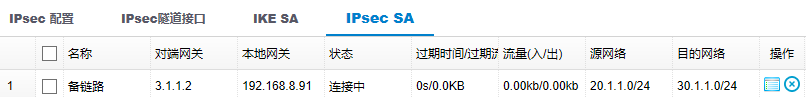 IPsec 配置 IPsec隧道接口 IKE SA IPsec SA
名称 对端网关 本地网关 状态 过期时间/过期流 流量(入/出) 源网络 目的网络 操作
1 备链路 3.1.1.2 192.168.8.91 连接中 0s/0.0KB 0.00kb/0.00kb 20.1.1.0/24 30.1.1.0/24